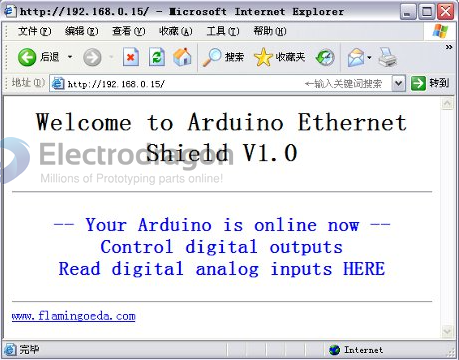 http://192.168.0.15/ - Microsoft Internet Explorer
文件(F) 编辑(E) 查看(V) 收藏(A) 工具(T) 帮助(H)
后退 搜索 收藏夹
地址(D) http://192.168.0.15/ ←输入关键词搜索 转到
Welcome to Arduino Ethernet
Shield V1.0
Electrodragon
Millions of Prototyping parts online!
-- Your Arduino is online now --
Control digital outputs
Read digital analog inputs HERE
www.flamingoeda.com
完毕 Internet